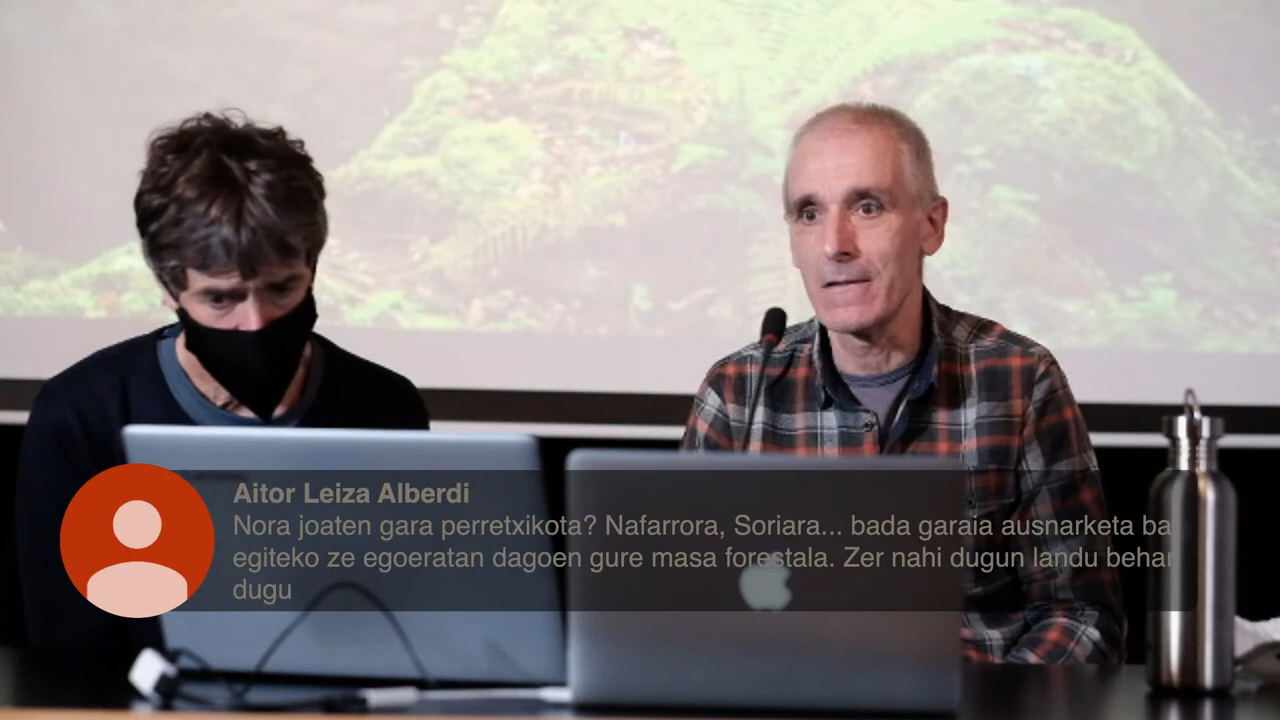 Aitor Leiza Alberdi
Nora joaten gara perretxikota? Nafarrora, Soriara... bada garaia ausnarketa ba
egiteko ze egoeratan dagoen gure masa forestala. Zer nahi dugun landu behar
dugu